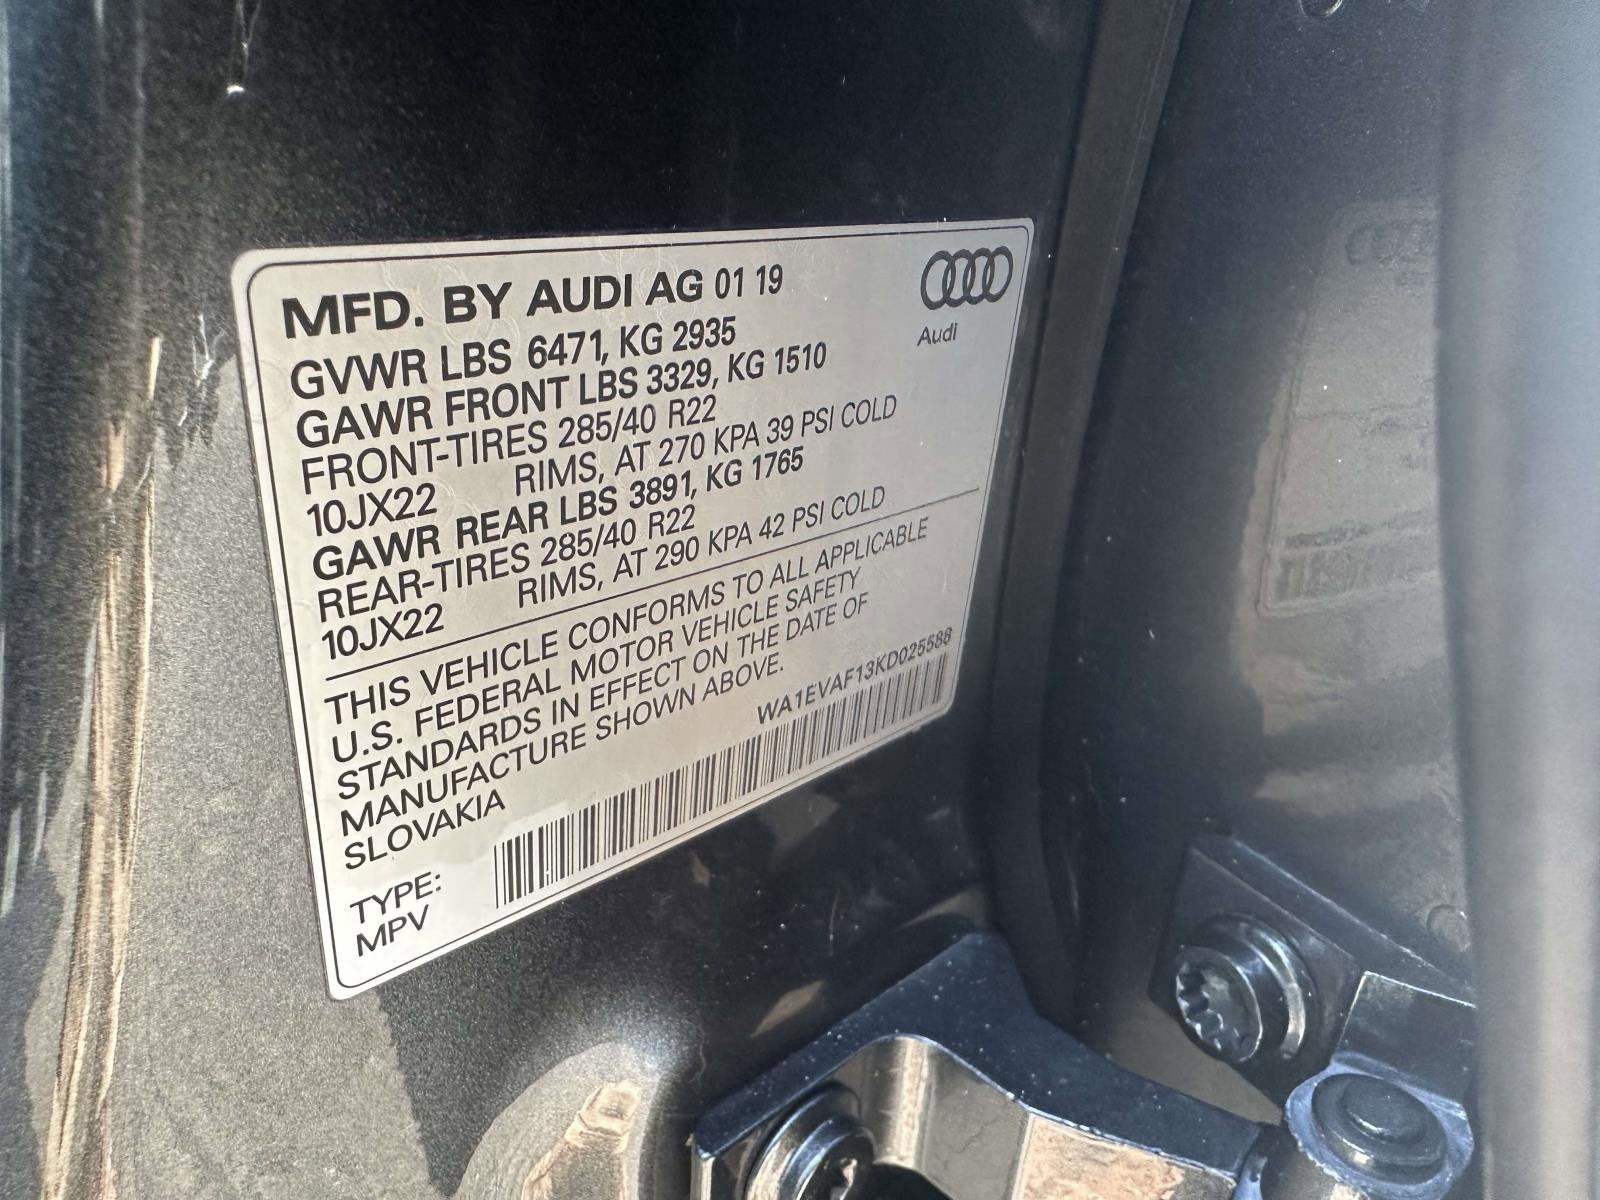 MFD. BY AUDI AG 01 19
Audi
GVWR LBS 6471, KG 2935
GAWR FRONT LBS 3329, KG 1510
FRONT-TIRES 285/40 R22
10JX22 RIMS, AT 270 KPA 39 PSI COLD
GAWR REAR LBS 3891, KG 1765
REAR-TIRES 285/40 R22
10JX22 RIMS, AT 290 KPA 42 PSI COLD
THIS VEHICLE CONFORMS TO ALL APPLICABLE
U.S. FEDERAL MOTOR VEHICLE SAFETY
STANDARDS IN EFFECT ON THE DATE OF
MANUFACTURE SHOWN ABOVE.
SLOVAKIA
WA1EVAF13KD025588
TYPE:
MPV